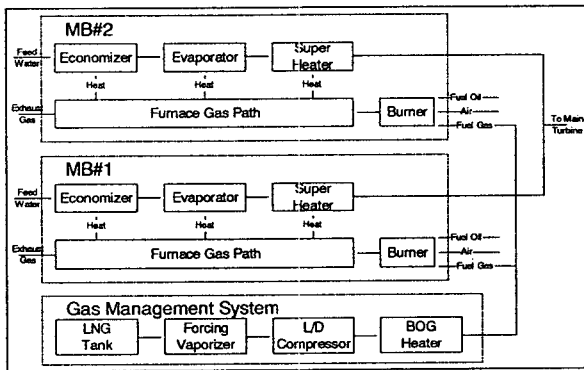 MB#2
Feed
Water
Economizer
Evaporator
Super
Heater
Heat
Heat
Heat
Exhaust
Gas
Furnace Gas Path
Burner
Fuel Oil
Air
Fuel Gas
To Main
Turbine
MB#1
Feed
Water
Economizer
Evaporator
Super
Heater
Heat
Heat
Heat
Exhaust
Gas
Furnace Gas Path
Burner
Fuel Oil
Air
Fuel Gas
Gas Management System
LNG
Tank
Forcing
Vaporizer
L/D
Compressor
BOG
Heater